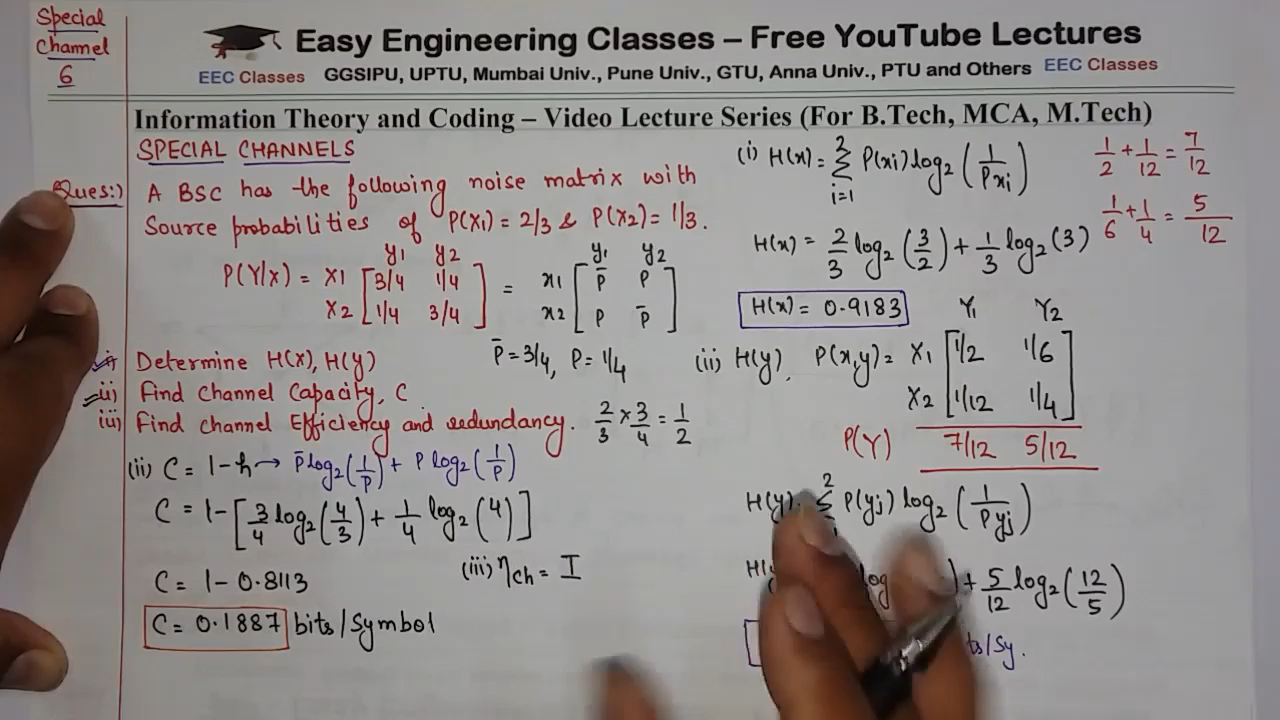 Special
Channel
6
Easy Engineering Classes – Free YouTube Lectures
EEC Classes GGSIPU, UPTU, Mumbai Univ., Pune Univ., GTU, Anna Univ., PTU and Others EEC Classes
Information Theory and Coding – Video Lecture Series (For B.Tech, MCA, M.Tech)
SPECIAL CHANNELS
Ques:) A BSC has the following noise matrix with
Source probabilities of P(X1) = 2/3 & P(X2) = 1/3.
y1 y2 y1 y2
P(Y/x) = X1 [3/4 1/4] = x1 [P̄ P]
X2 [1/4 3/4] x2 [P P̄]
P̄ = 3/4, P = 1/4
i) Determine H(x), H(y)
ii) Find Channel Capacity, C
iii) Find channel Efficiency and redundancy.
2/3 × 3/4 = 1/2
(ii) C = 1 - h → P̄ log2(1/P̄) + P log2(1/P)
C = 1 - [3/4 log2(4/3) + 1/4 log2(4)]
C = 1 - 0.8113
C = 0.1887 bits/Symbol
(iii) ηch = I
(i) H(x) = 2 Σ i=1 P(xi) log2 (1/Pxi)
H(x) = 2/3 log2 (3/2) + 1/3 log2 (3)
H(x) = 0.9183
1/2 + 1/12 = 7/12
1/6 + 1/4 = 5/12
Y1 Y2
(ii) H(y). P(x,y) = X1 [1/2 1/6]
X2 [1/12 1/4]
P(Y) 7/12 5/12
H(y) 2 Σ P(yj) log2 (1/Pyj)
+ 5/12 log2 (12/5)